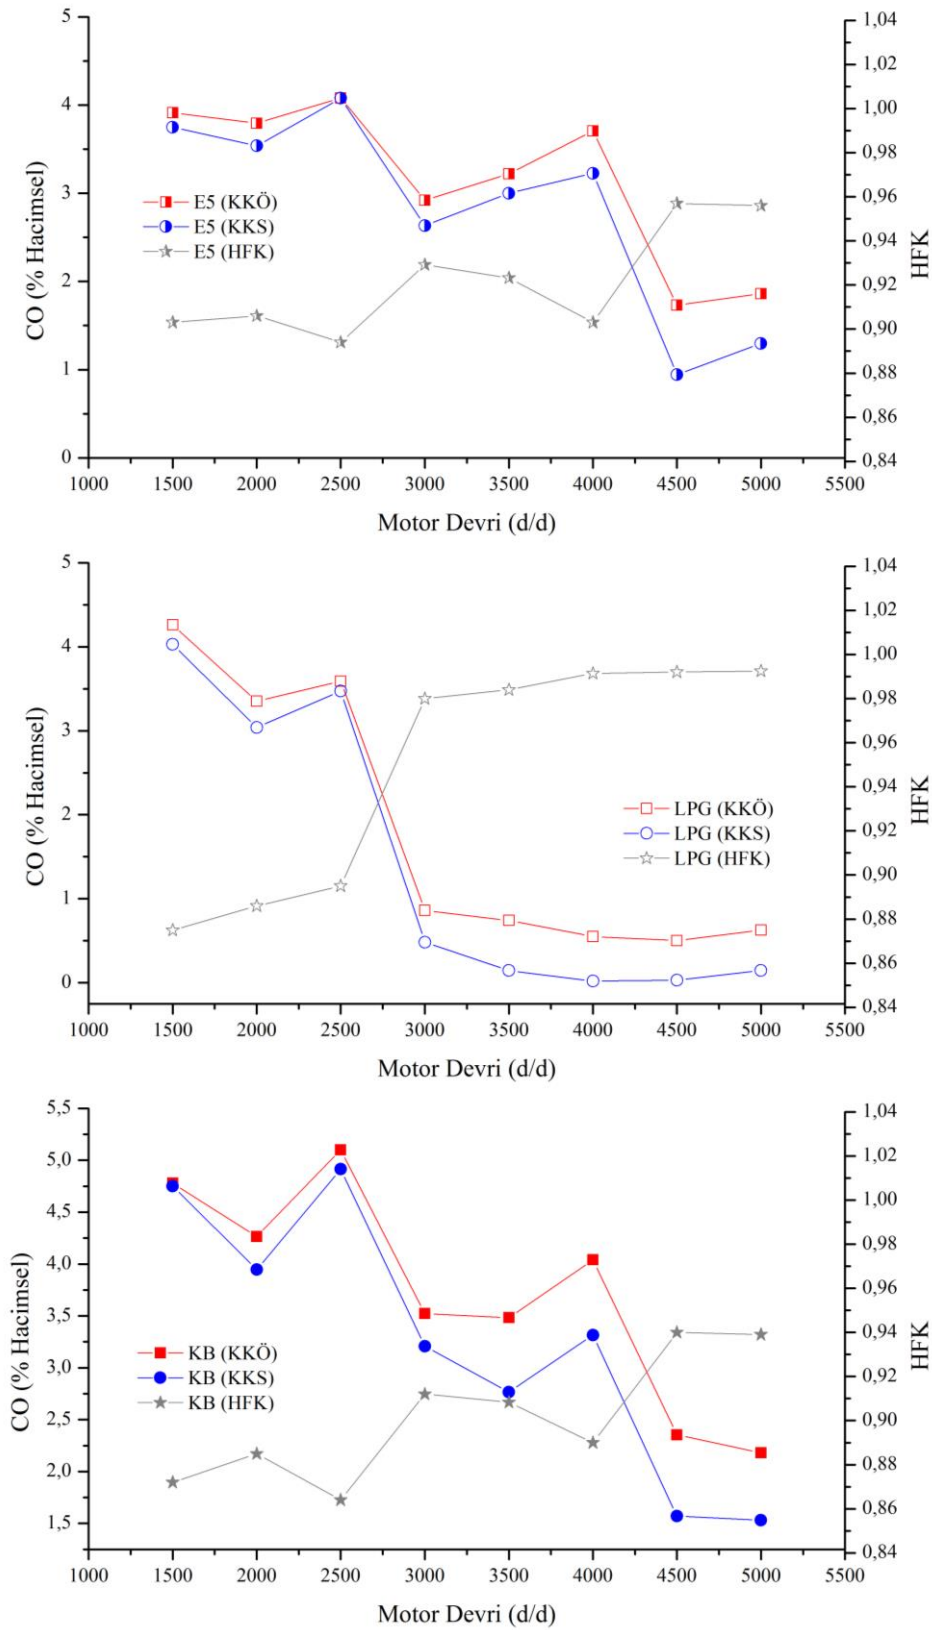 5
4
3
2
1
0
CO (% Hacimsel)
1,04
1,02
1,00
0,98
0,96
0,94
0,92
0,90
0,88
0,86
0,84
HFK
E5 (KKÖ)
E5 (KKS)
E5 (HFK)
1000 1500 2000 2500 3000 3500 4000 4500 5000 5500
Motor Devri (d/d)
5
4
3
2
1
0
CO (% Hacimsel)
1,04
1,02
1,00
0,98
0,96
0,94
0,92
0,90
0,88
0,86
0,84
HFK
LPG (KKÖ)
LPG (KKS)
LPG (HFK)
1000 1500 2000 2500 3000 3500 4000 4500 5000 5500
Motor Devri (d/d)
5,5
5,0
4,5
4,0
3,5
3,0
2,5
2,0
1,5
CO (% Hacimsel)
1,04
1,02
1,00
0,98
0,96
0,94
0,92
0,90
0,88
0,86
0,84
HFK
KB (KKÖ)
KB (KKS)
KB (HFK)
1000 1500 2000 2500 3000 3500 4000 4500 5000 5500
Motor Devri (d/d)